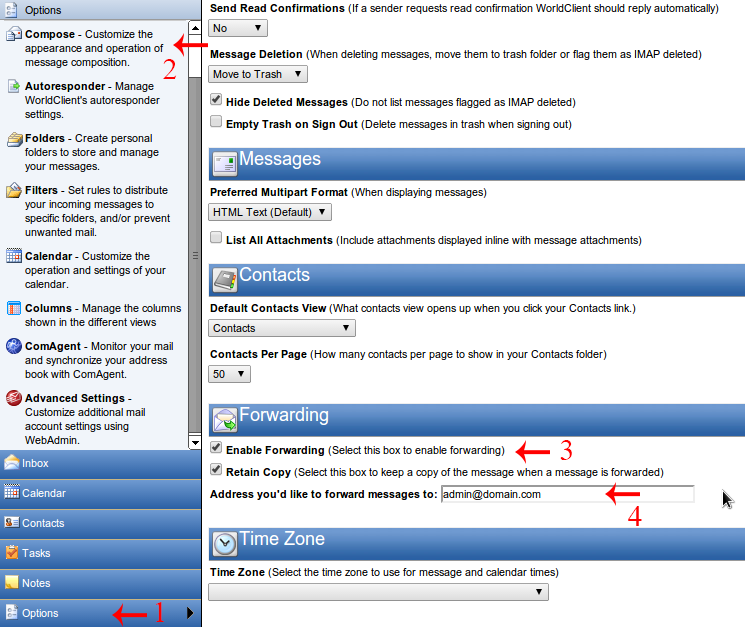 Options
Compose - Customize the
appearance and operation of
message composition.
2
Autoresponder - Manage
WorldClient's autoresponder
settings.
Folders - Create personal
folders to store and manage
your messages.
Filters - Set rules to distribute
your incoming messages to
specific folders, and/or prevent
unwanted mail.
Calendar - Customize the
operation and settings of your
calendar.
Columns - Manage the columns
shown in the different views
ComAgent - Monitor your mail
and synchronize your address
book with ComAgent.
Advanced Settings -
Customize additional mail
account settings using
WebAdmin.
Inbox
Calendar
Contacts
Tasks
Notes
Options
1
Send Read Confirmations (If a sender requests read confirmation WorldClient should reply automatically)
No
Message Deletion (When deleting messages, move them to trash folder or flag them as IMAP deleted)
Move to Trash
Hide Deleted Messages (Do not list messages flagged as IMAP deleted)
Empty Trash on Sign Out (Delete messages in trash when signing out)
Messages
Preferred Multipart Format (When displaying messages)
HTML Text (Default)
List All Attachments (Include attachments displayed inline with message attachments)
Contacts
Default Contacts View (What contacts view opens up when you click your Contacts link.)
Contacts
Contacts Per Page (How many contacts per page to show in your Contacts folder)
50
Forwarding
Enable Forwarding (Select this box to enable forwarding)
3
Retain Copy (Select this box to keep a copy of the message when a message is forwarded)
Address you'd like to forward messages to: admin@domain.com
4
Time Zone
Time Zone (Select the time zone to use for message and calendar times)